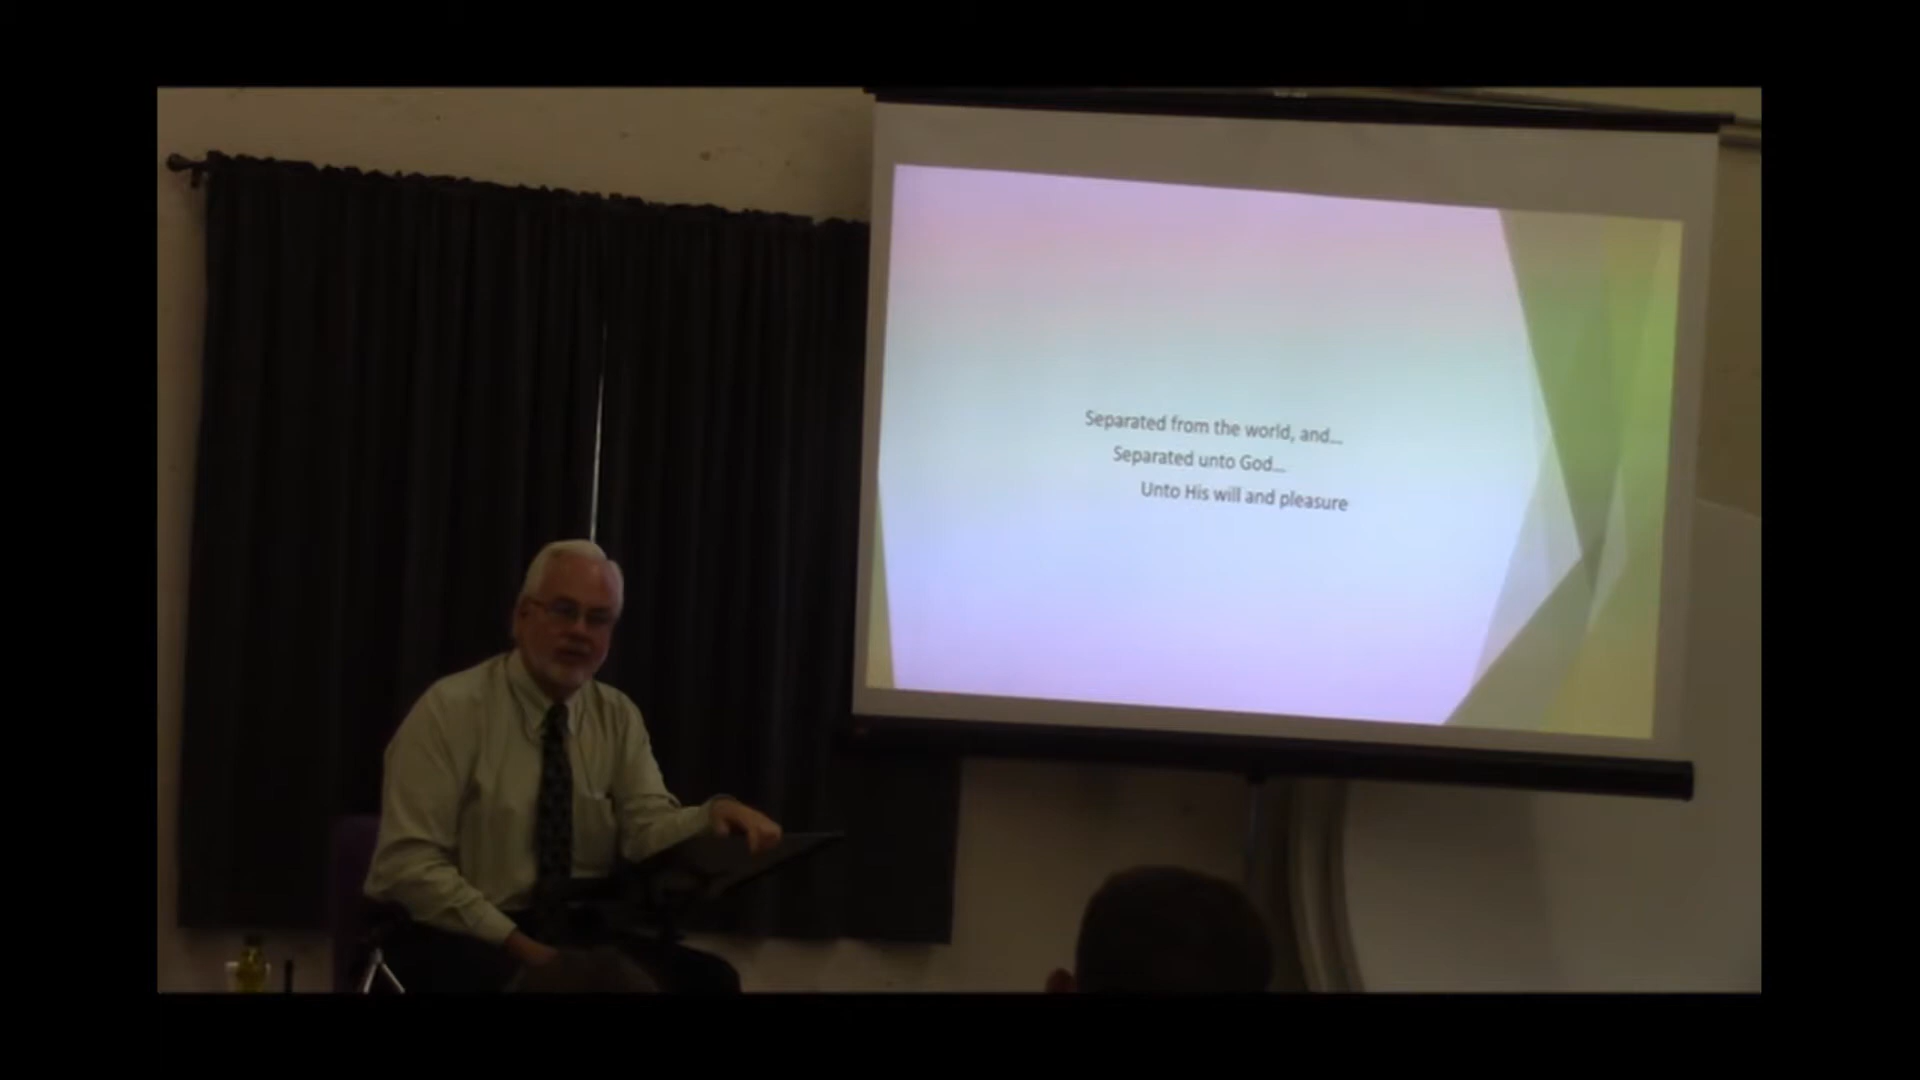 Separated from the world, and...
Separated unto God...
Unto His will and pleasure